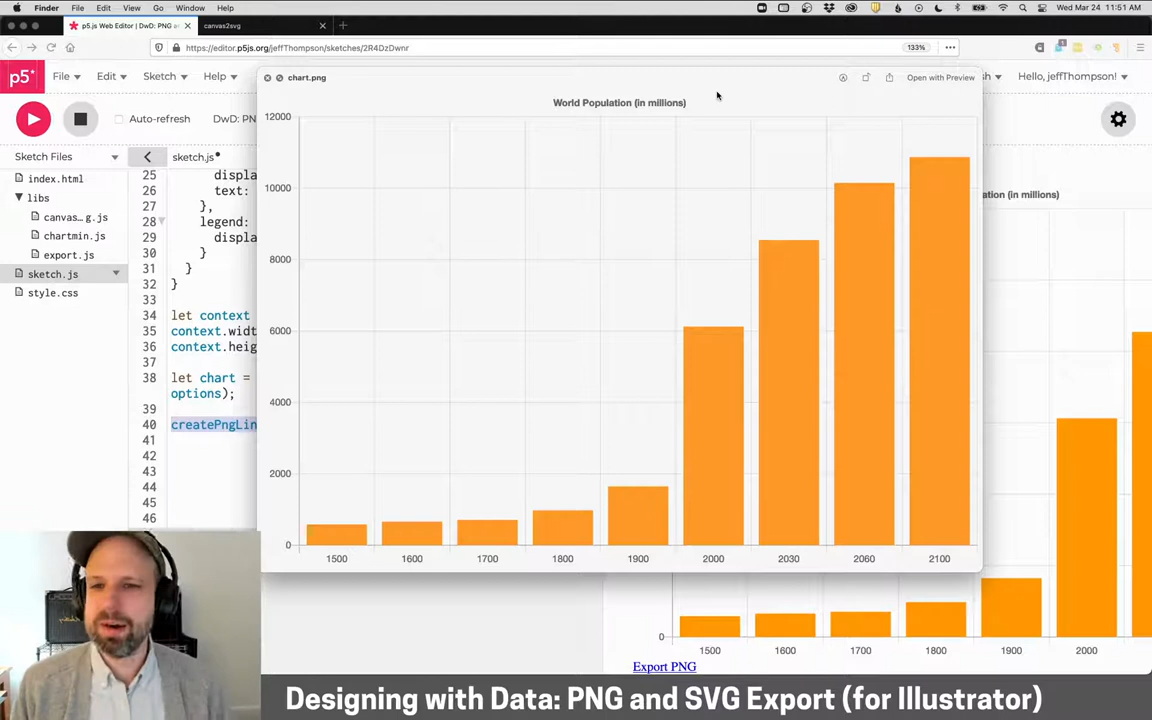 Finder File Edit View Go Window Help
Wed Mar 24 11:51 AM
p5.js Web Editor | DwD: PNG a
canvas2svg
https://editor.p5js.org/jeffThompson/sketches/2R4DzDwnr
133%
p5* File Edit Sketch Help
Hello, jeffThompson!
chart.png
Open with Preview
Auto-refresh
DwD: PN
Sketch Files
sketch.js
index.html
libs
canvas…g.js
chartmin.js
export.js
sketch.js
style.css
25 displa
26 text:
27 },
28 legend:
29 displa
30 }
31 }
32 }
33
34 let context
35 context.widt
36 context.heig
37
38 let chart =
options);
39
40 createPngLin
41
42
43
44
45
46
World Population (in millions)
12000
10000
8000
6000
4000
2000
0
1500 1600 1700 1800 1900 2000 2030 2060 2100
ation (in millions)
0
1500 1600 1700 1800 1900 2000
Export PNG
Designing with Data: PNG and SVG Export (for Illustrator)